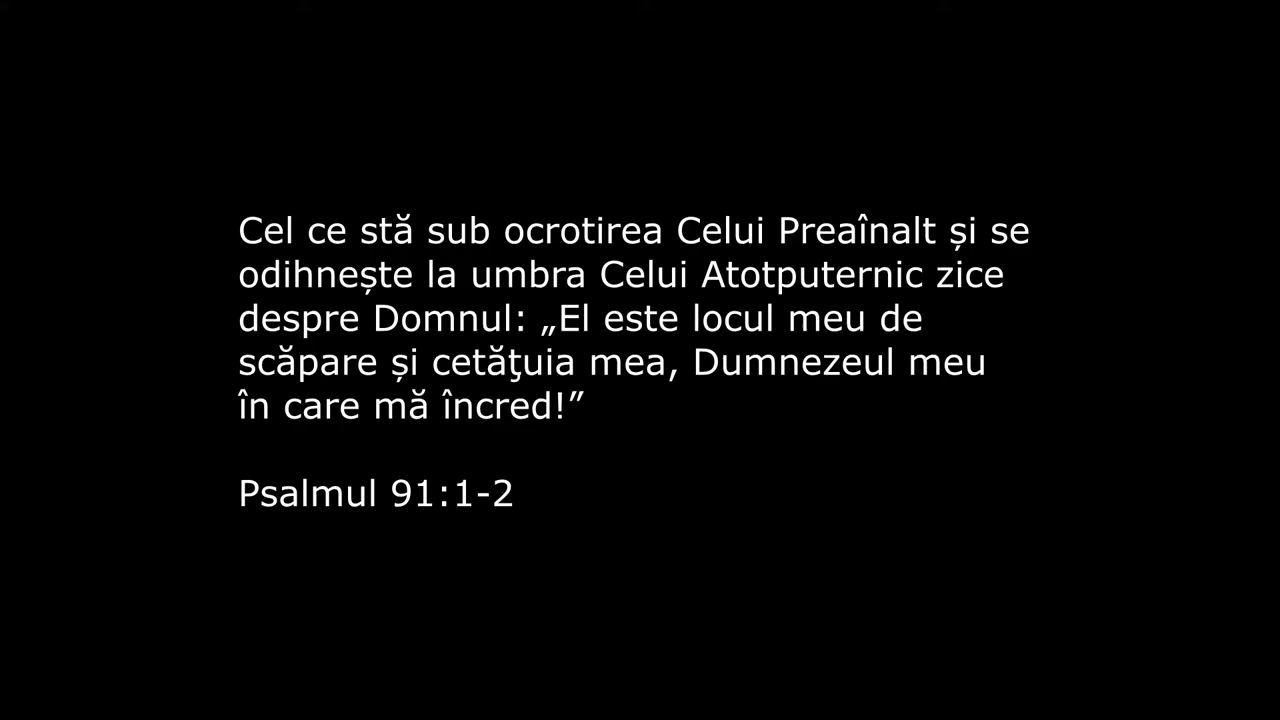 Cel ce stă sub ocrotirea Celui Preaînalt și se
odihnește la umbra Celui Atotputernic zice
despre Domnul: „El este locul meu de
scăpare și cetăţuia mea, Dumnezeul meu
în care mă încred!”
Psalmul 91:1-2